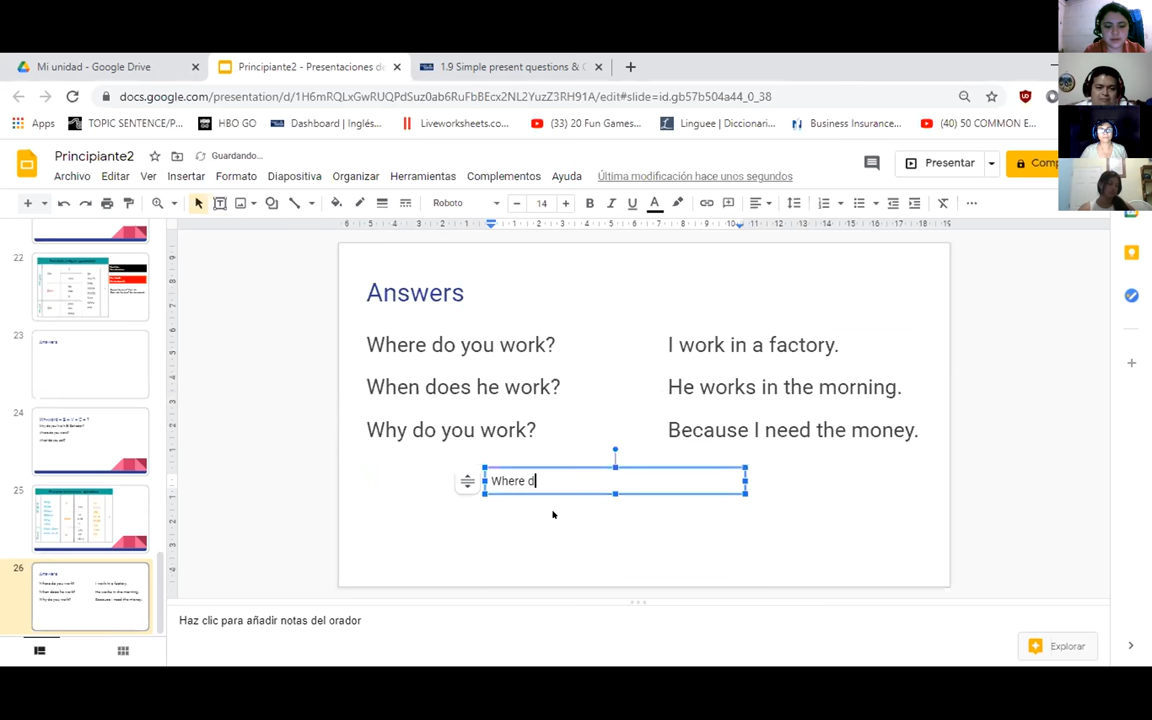 Mi unidad - Google Drive
Principiante2 - Presentaciones de
1.9 Simple present questions & C
docs.google.com/presentation/d/1H6mRQLxGwRUQPdSuz0ab6RuFbBEcx2NL2YuzZ3RH91A/edit#slide=id.gb57b504a44_0_38
Apps
TOPIC SENTENCE/P...
HBO GO
Dashboard | Inglés...
Liveworksheets.co...
(33) 20 Fun Games...
Linguee | Diccionari...
Business Insurance...
(40) 50 COMMON E...
Principiante2
Guardando...
Presentar
Comp
Archivo Editar Ver Insertar Formato Diapositiva Organizar Herramientas Complementos Ayuda Última modificación hace unos segundos
Roboto
14
22
23
24
25
26
Answers
Where do you work?
I work in a factory.
When does he work?
He works in the morning.
Why do you work?
Because I need the money.
Where d
Haz clic para añadir notas del orador
Explorar